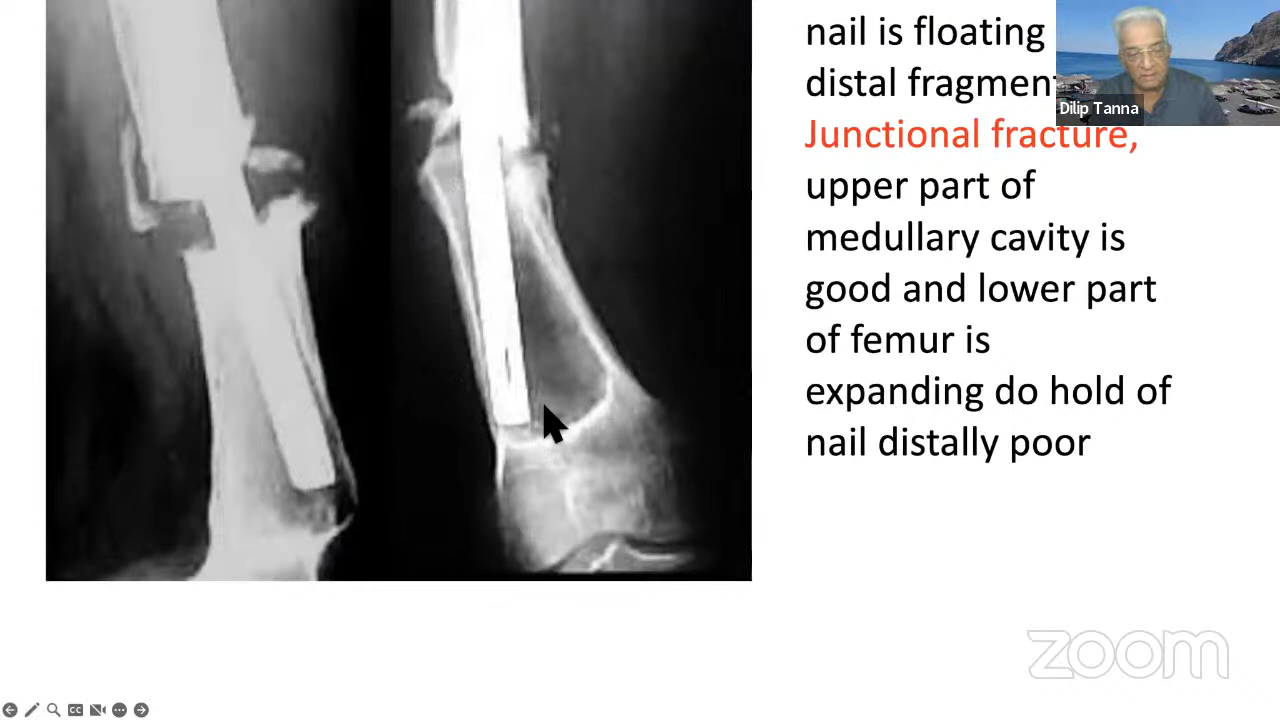 nail is floating
distal fragment
Junctional fracture,
upper part of
medullary cavity is
good and lower part
of femur is
expanding do hold of
nail distally poor
Dilip Tanna
zoom